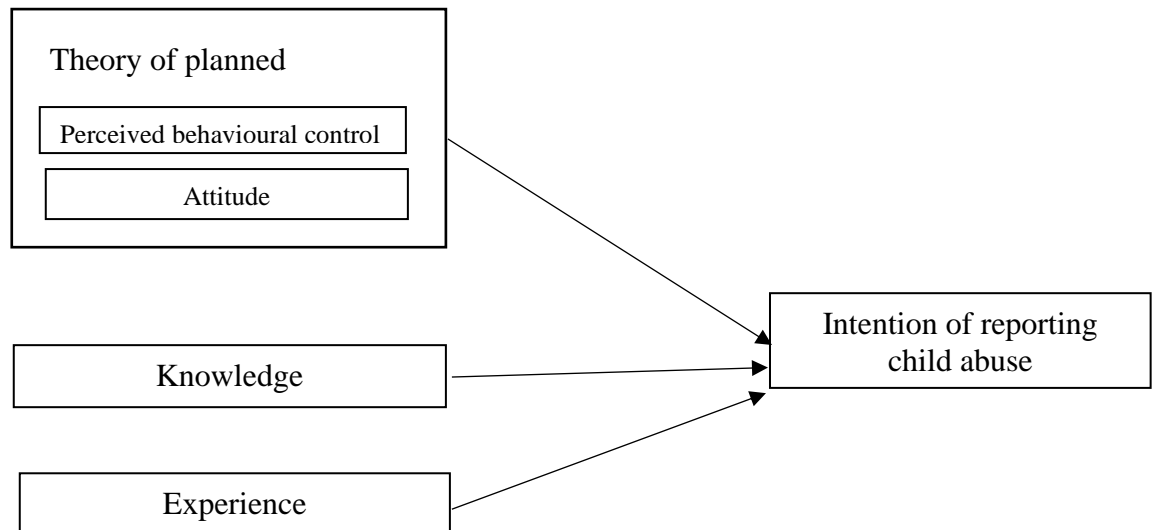 Theory of planned
Perceived behavioural control
Attitude
Intention of reporting
child abuse
Knowledge
Experience